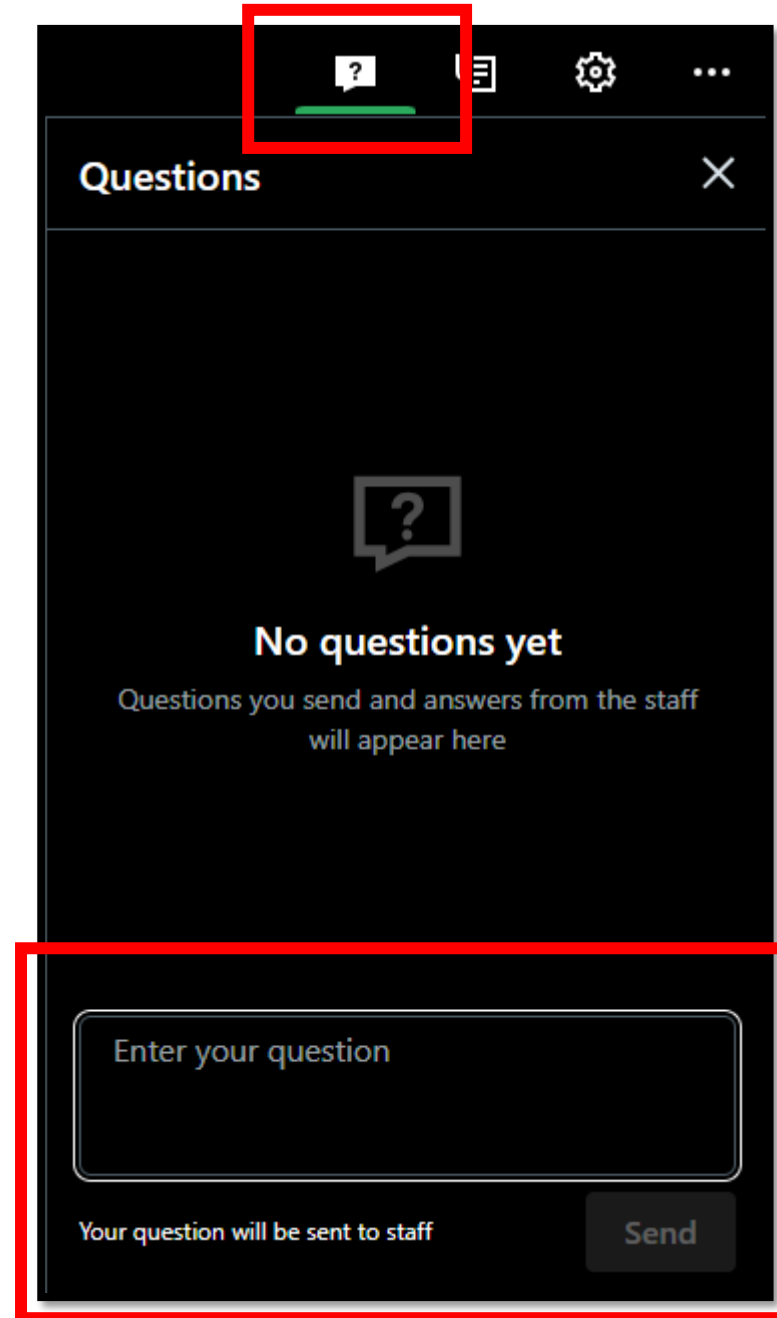 Questions
No questions yet
Questions you send and answers from the staff
will appear here
Enter your question
Your question will be sent to staff
Send